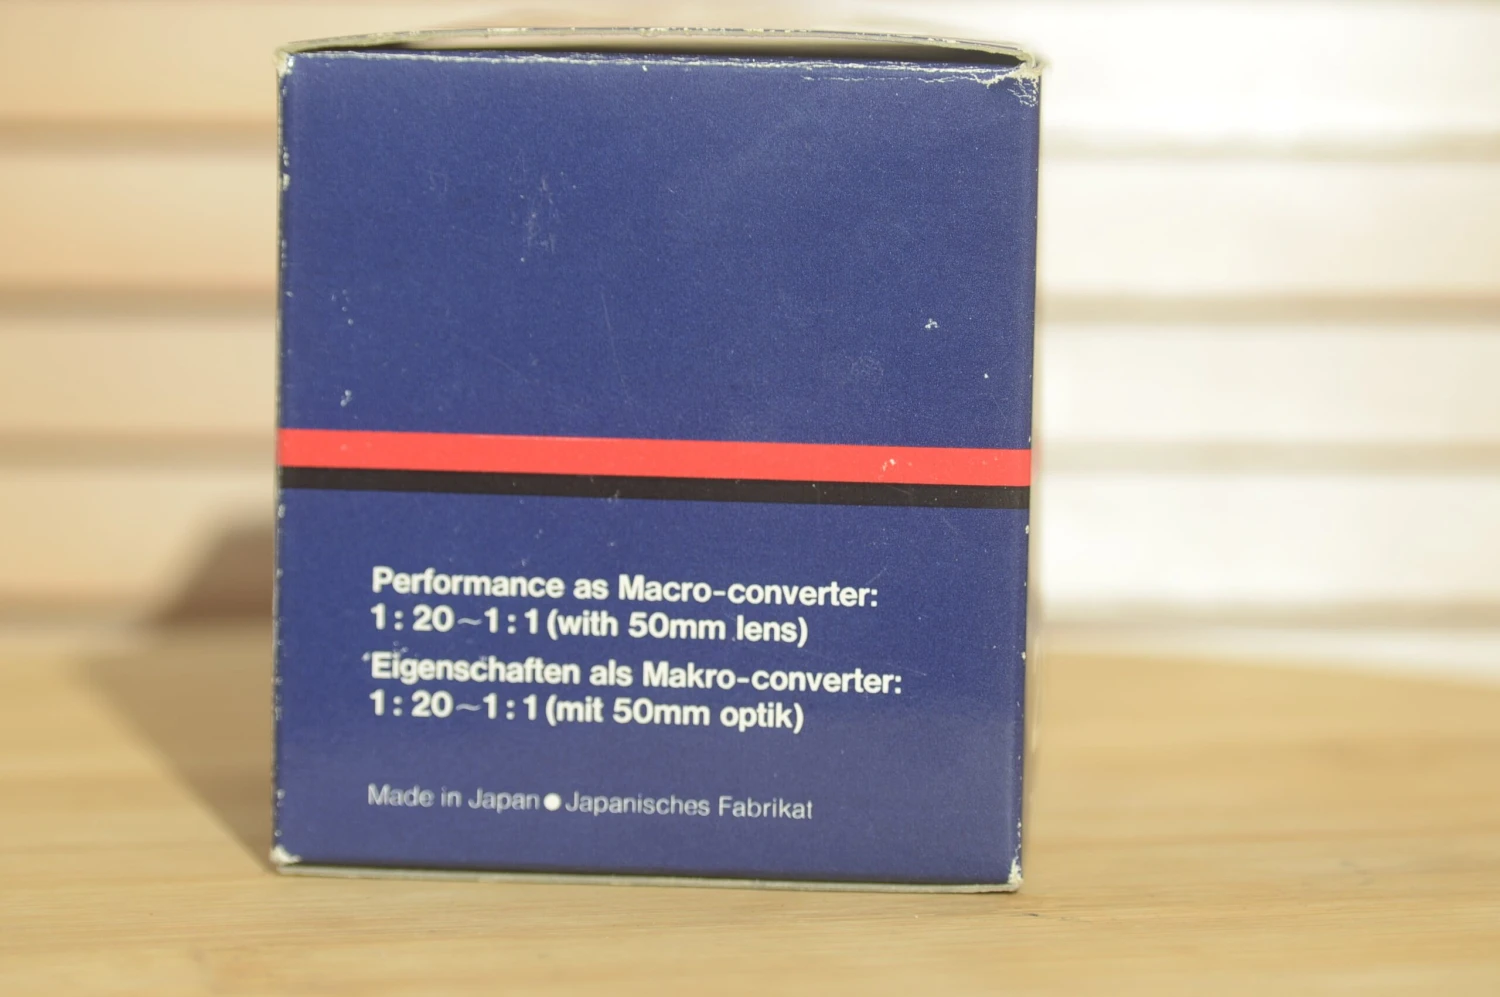 Performance as Macro-converter:
1:20~1:1 (with 50mm lens)
Eigenschaften als Makro-converter:
1:20~1:1 (mit 50mm optik)
Made in Japan●Japanisches Fabrikat